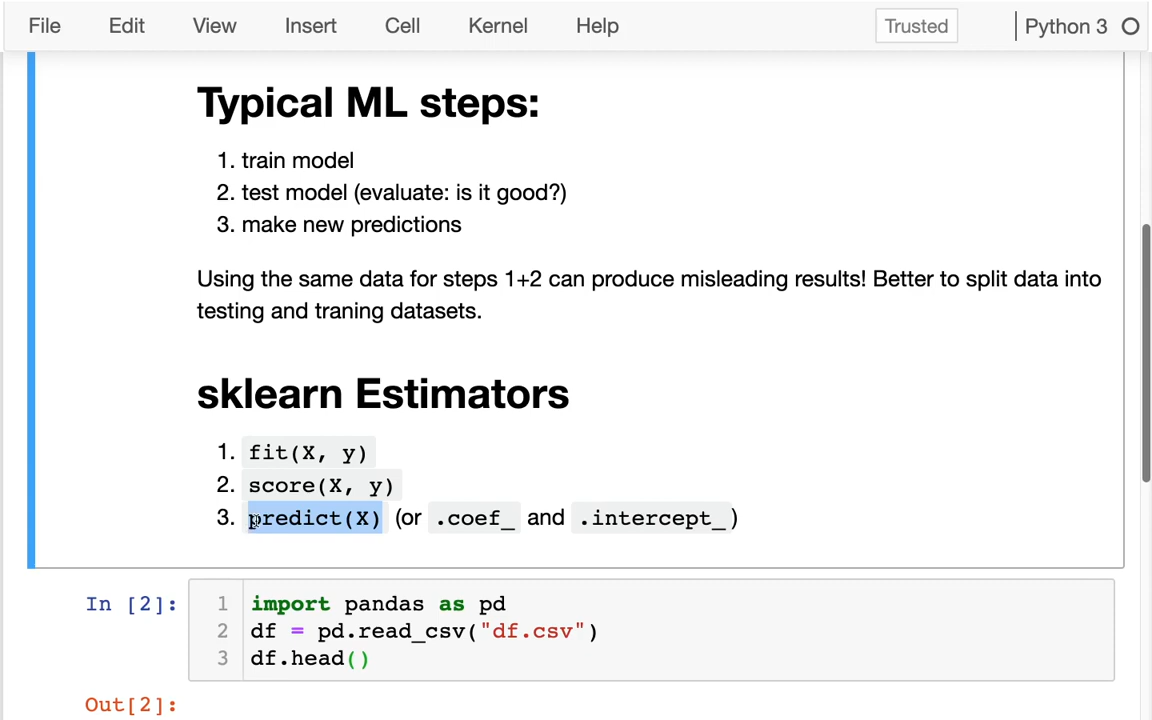 File Edit View Insert Cell Kernel Help Trusted Python 3
Typical ML steps:
1. train model
2. test model (evaluate: is it good?)
3. make new predictions
Using the same data for steps 1+2 can produce misleading results! Better to split data into
testing and traning datasets.
sklearn Estimators
1. fit(X, y)
2. score(X, y)
3. predict(X) (or .coef_ and .intercept_)
In [2]: 1 import pandas as pd
2 df = pd.read_csv("df.csv")
3 df.head()
Out[2]: